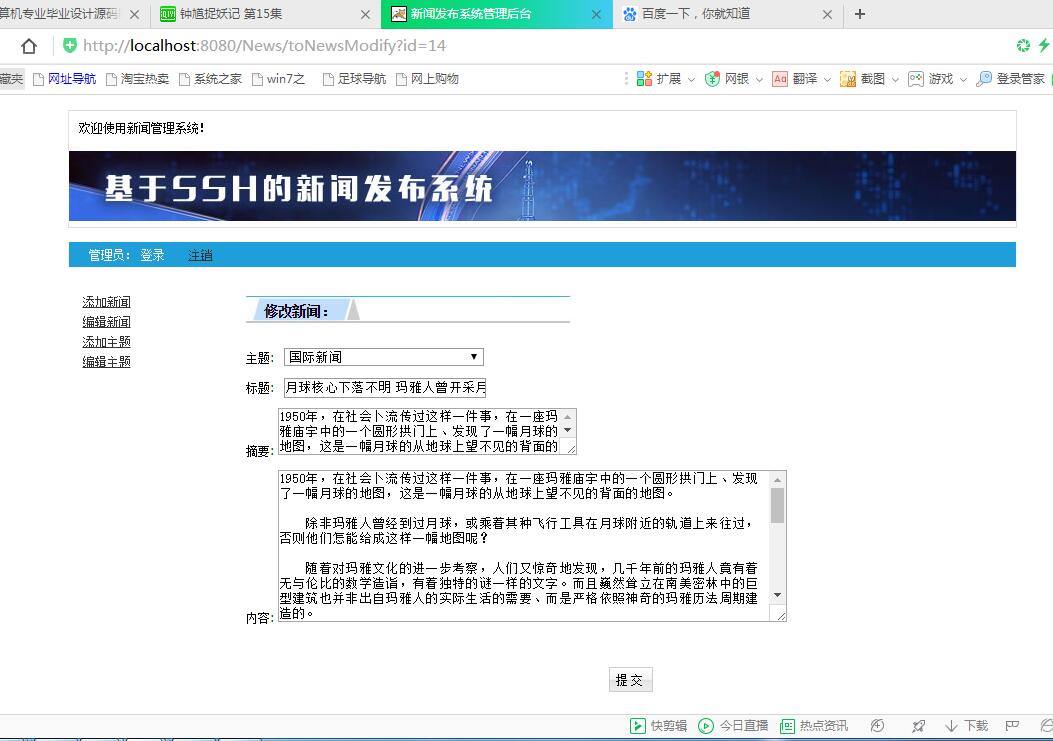 算机专业毕业设计源码
钟馗捉妖记 第15集
新闻发布系统管理后台
百度一下，你就知道
http://localhost:8080/News/toNewsModify?id=14
藏夹 网址导航 淘宝热卖 系统之家 win7之 足球导航 网上购物 扩展 网银 Aa 翻译 截图 游戏 登录管家
欢迎使用新闻管理系统!
基于SSH的新闻发布系统
管理员： 登录 注销
添加新闻
编辑新闻
添加主题
编辑主题
修改新闻：
主题: 国际新闻
标题: 月球核心下落不明 玛雅人曾开采月
摘要: 1950年，在社会卜流传过这样一件事，在一座玛
雅庙宇中的一个圆形拱门上、发现了一幅月球的
地图，这是一幅月球的从地球上望不见的背面的
内容: 1950年，在社会卜流传过这样一件事，在一座玛雅庙宇中的一个圆形拱门上、发现
了一幅月球的地图，这是一幅月球的从地球上望不见的背面的地图。
除非玛雅人曾经到过月球，或乘着其种飞行工具在月球附近的轨道上来往过，
否则他们怎能给成这样一幅地图呢？
随着对玛雅文化的进一步考察，人们又惊奇地发现，几千年前的玛雅人竟有着
无与伦比的数学造诣，有着独特的谜一样的文字。而且巍然耸立在南美密林中的巨
型建筑也并非出自玛雅人的实际生活的需要、而是严格依照神奇的玛雅历法周期建
造的。
提交
快剪辑 今日直播 热点资讯 下载